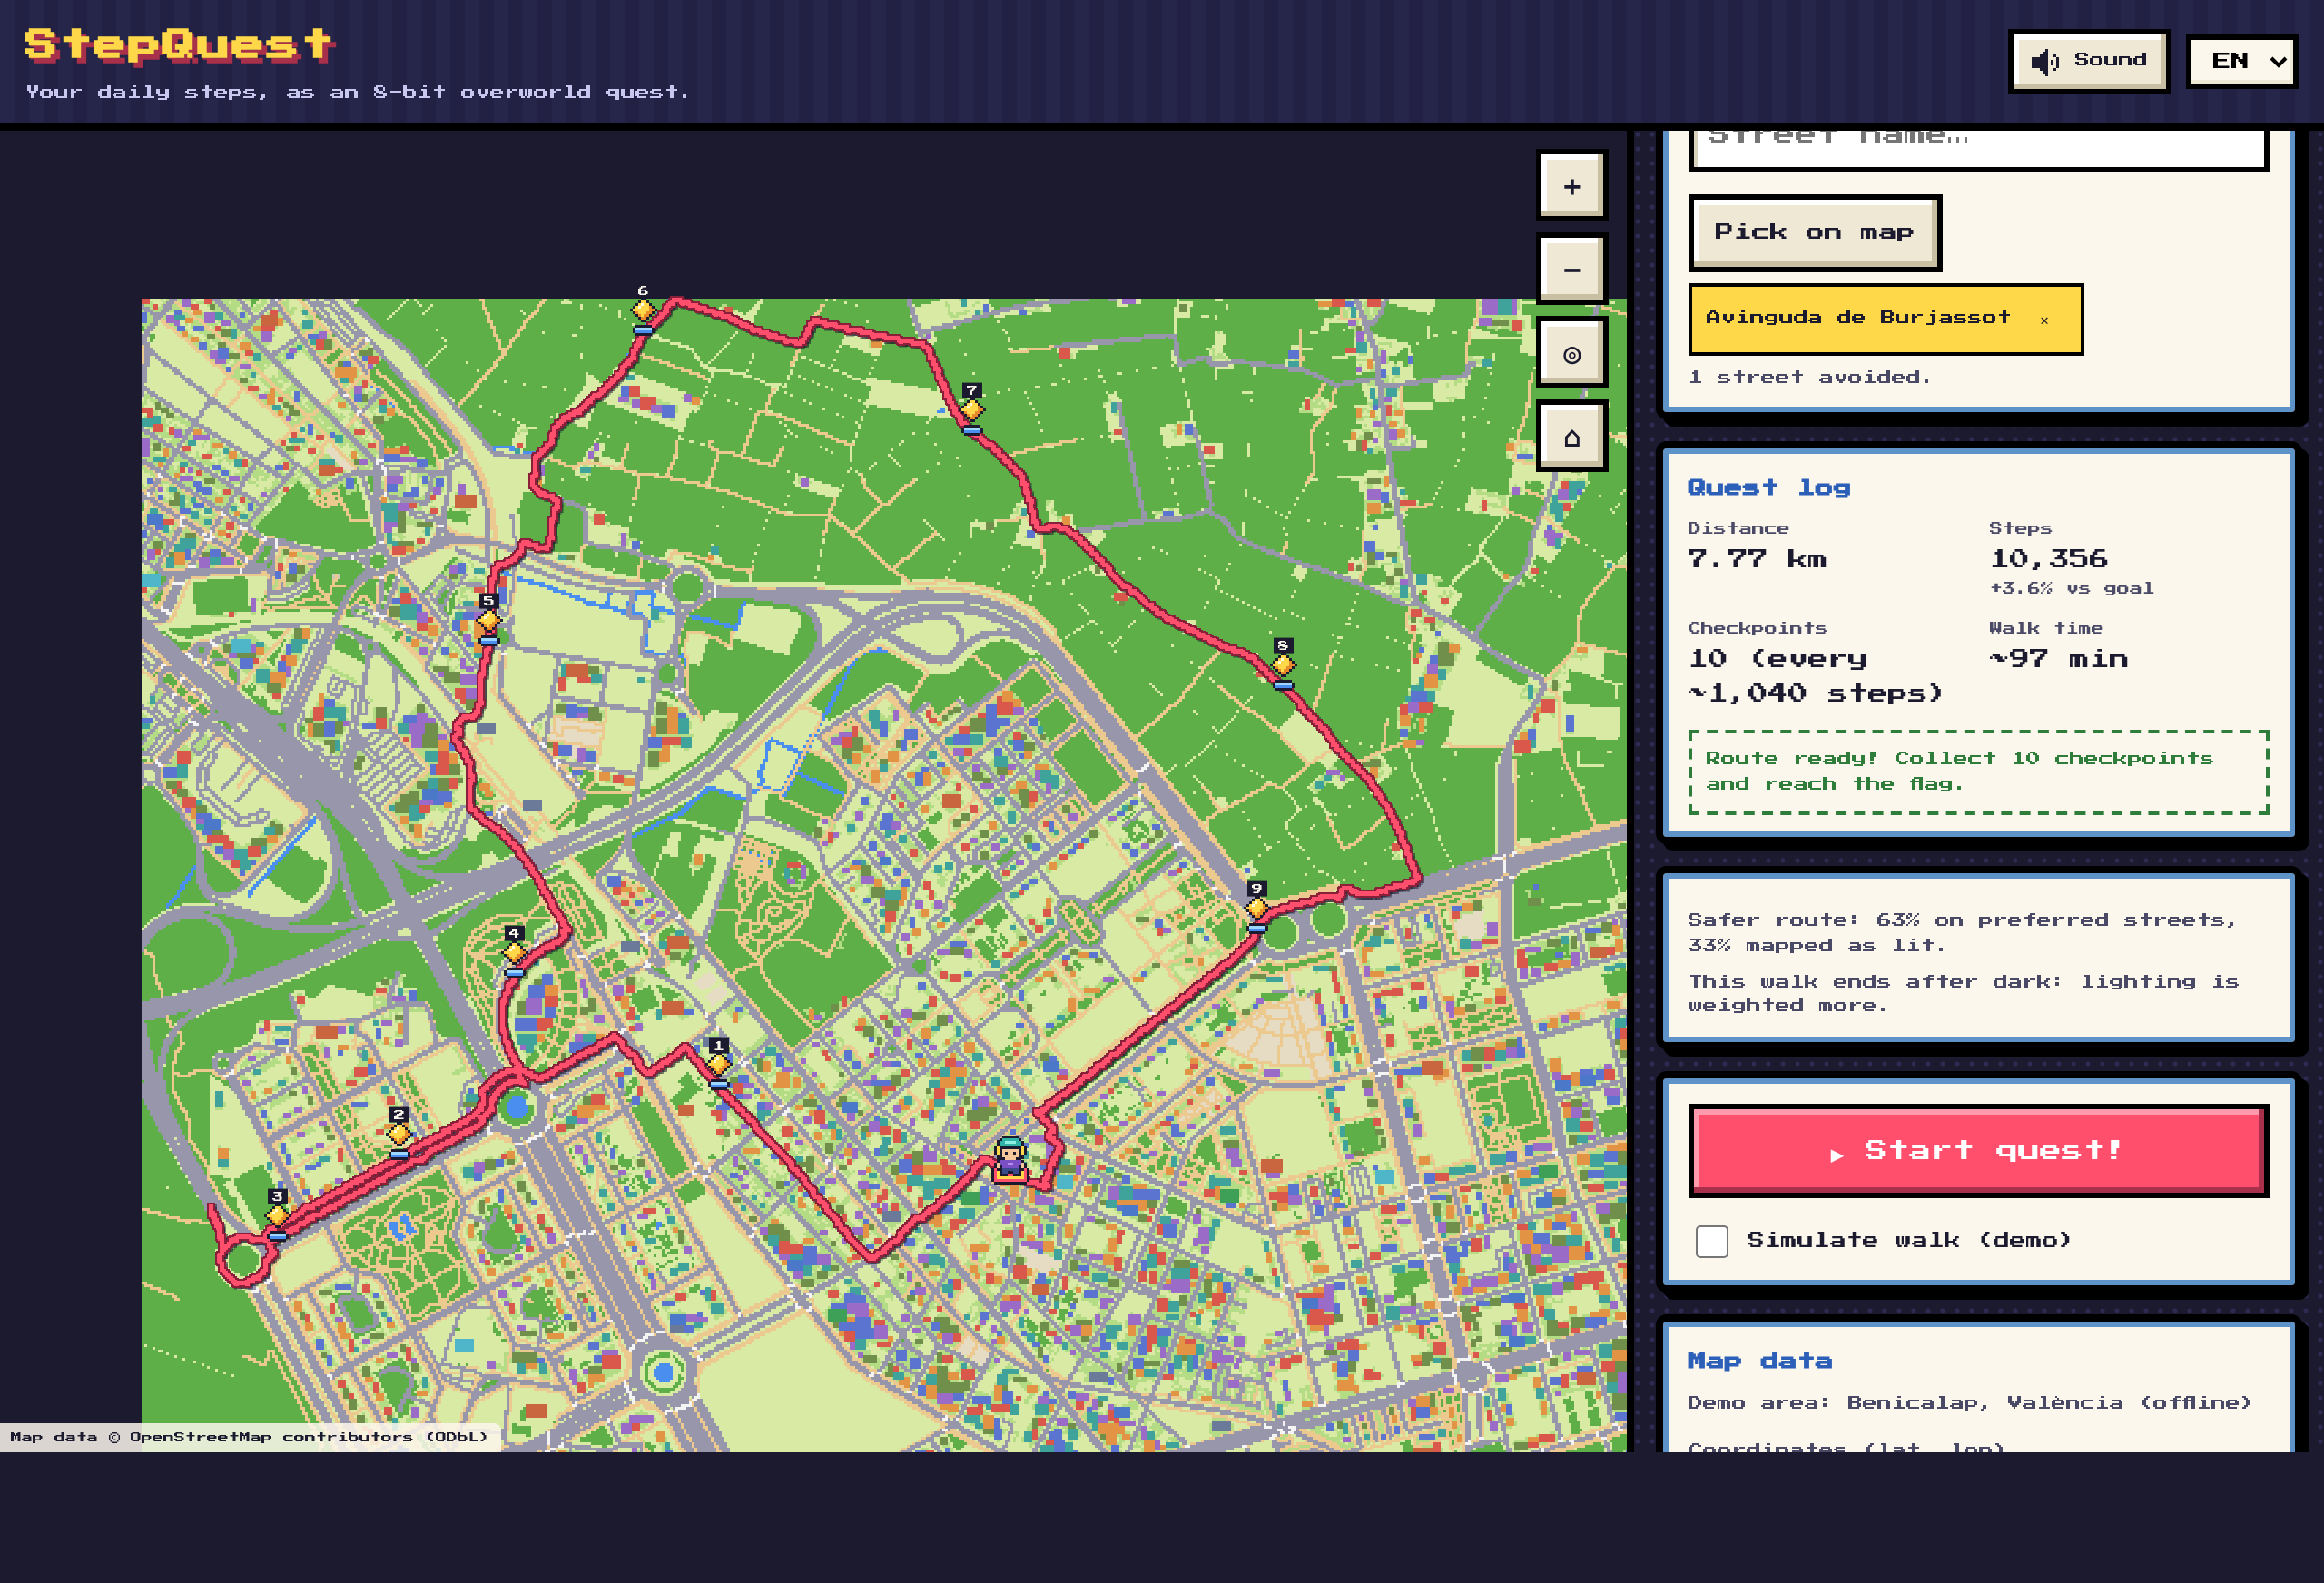 StepQuest
Your daily steps, as an 8-bit overworld quest.
Sound
EN
+
−
6
7
5
8
9
4
1
2
3
Map data © OpenStreetMap contributors (ODbL)
Street name...
Pick on map
Avinguda de Burjassot ×
1 street avoided.
Quest log
Distance
7.77 km
Steps
10,356
+3.6% vs goal
Checkpoints
10 (every
~1,040 steps)
Walk time
~97 min
Route ready! Collect 10 checkpoints
and reach the flag.
Safer route: 63% on preferred streets,
33% mapped as lit.
This walk ends after dark: lighting is
weighted more.
▶ Start quest!
Simulate walk (demo)
Map data
Demo area: Benicalap, València (offline)
Coordinates (lat, lon)